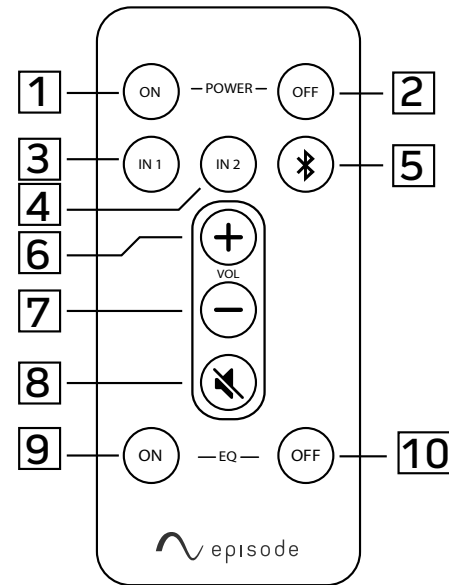 1 ON — POWER — OFF 2
3 IN 1 IN 2 5
4
6 +
VOL
7 −
8
9 ON — EQ — OFF 10
episode